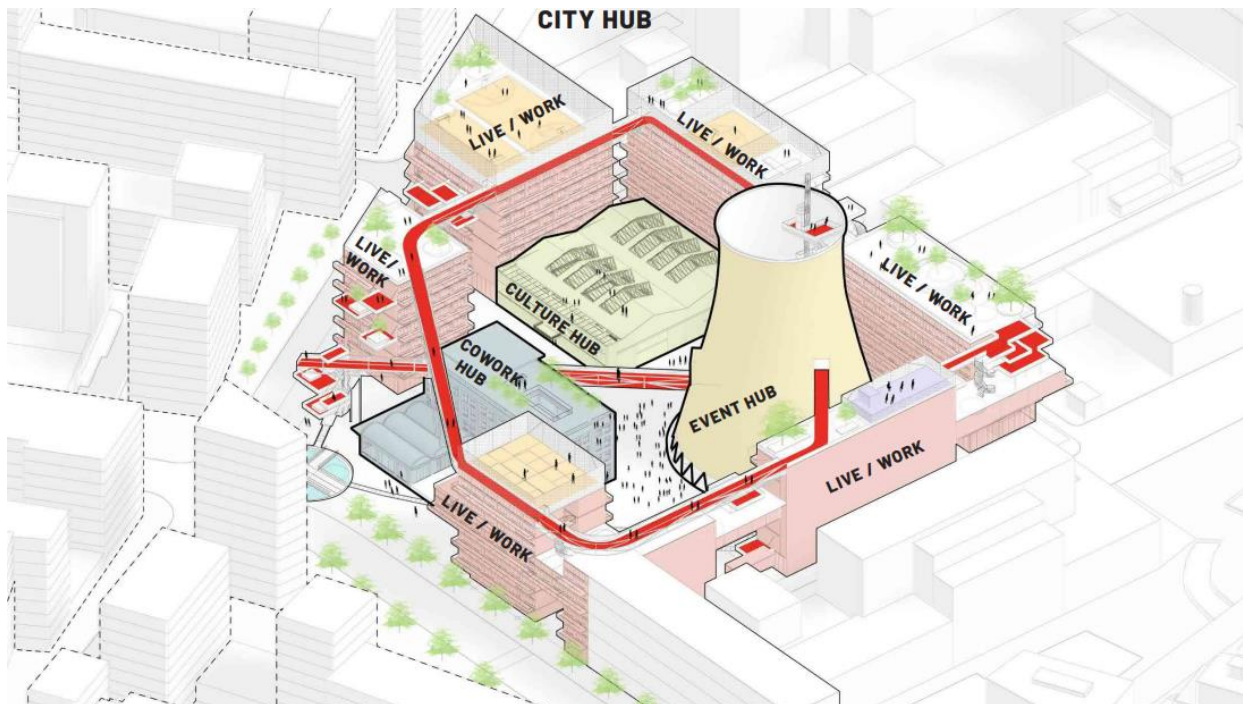 CITY HUB
LIVE / WORK
LIVE / WORK
LIVE/
WORK
LIVE / WORK
CULTURE HUB
COWORK
HUB
EVENT HUB
LIVE / WORK
LIVE / WORK